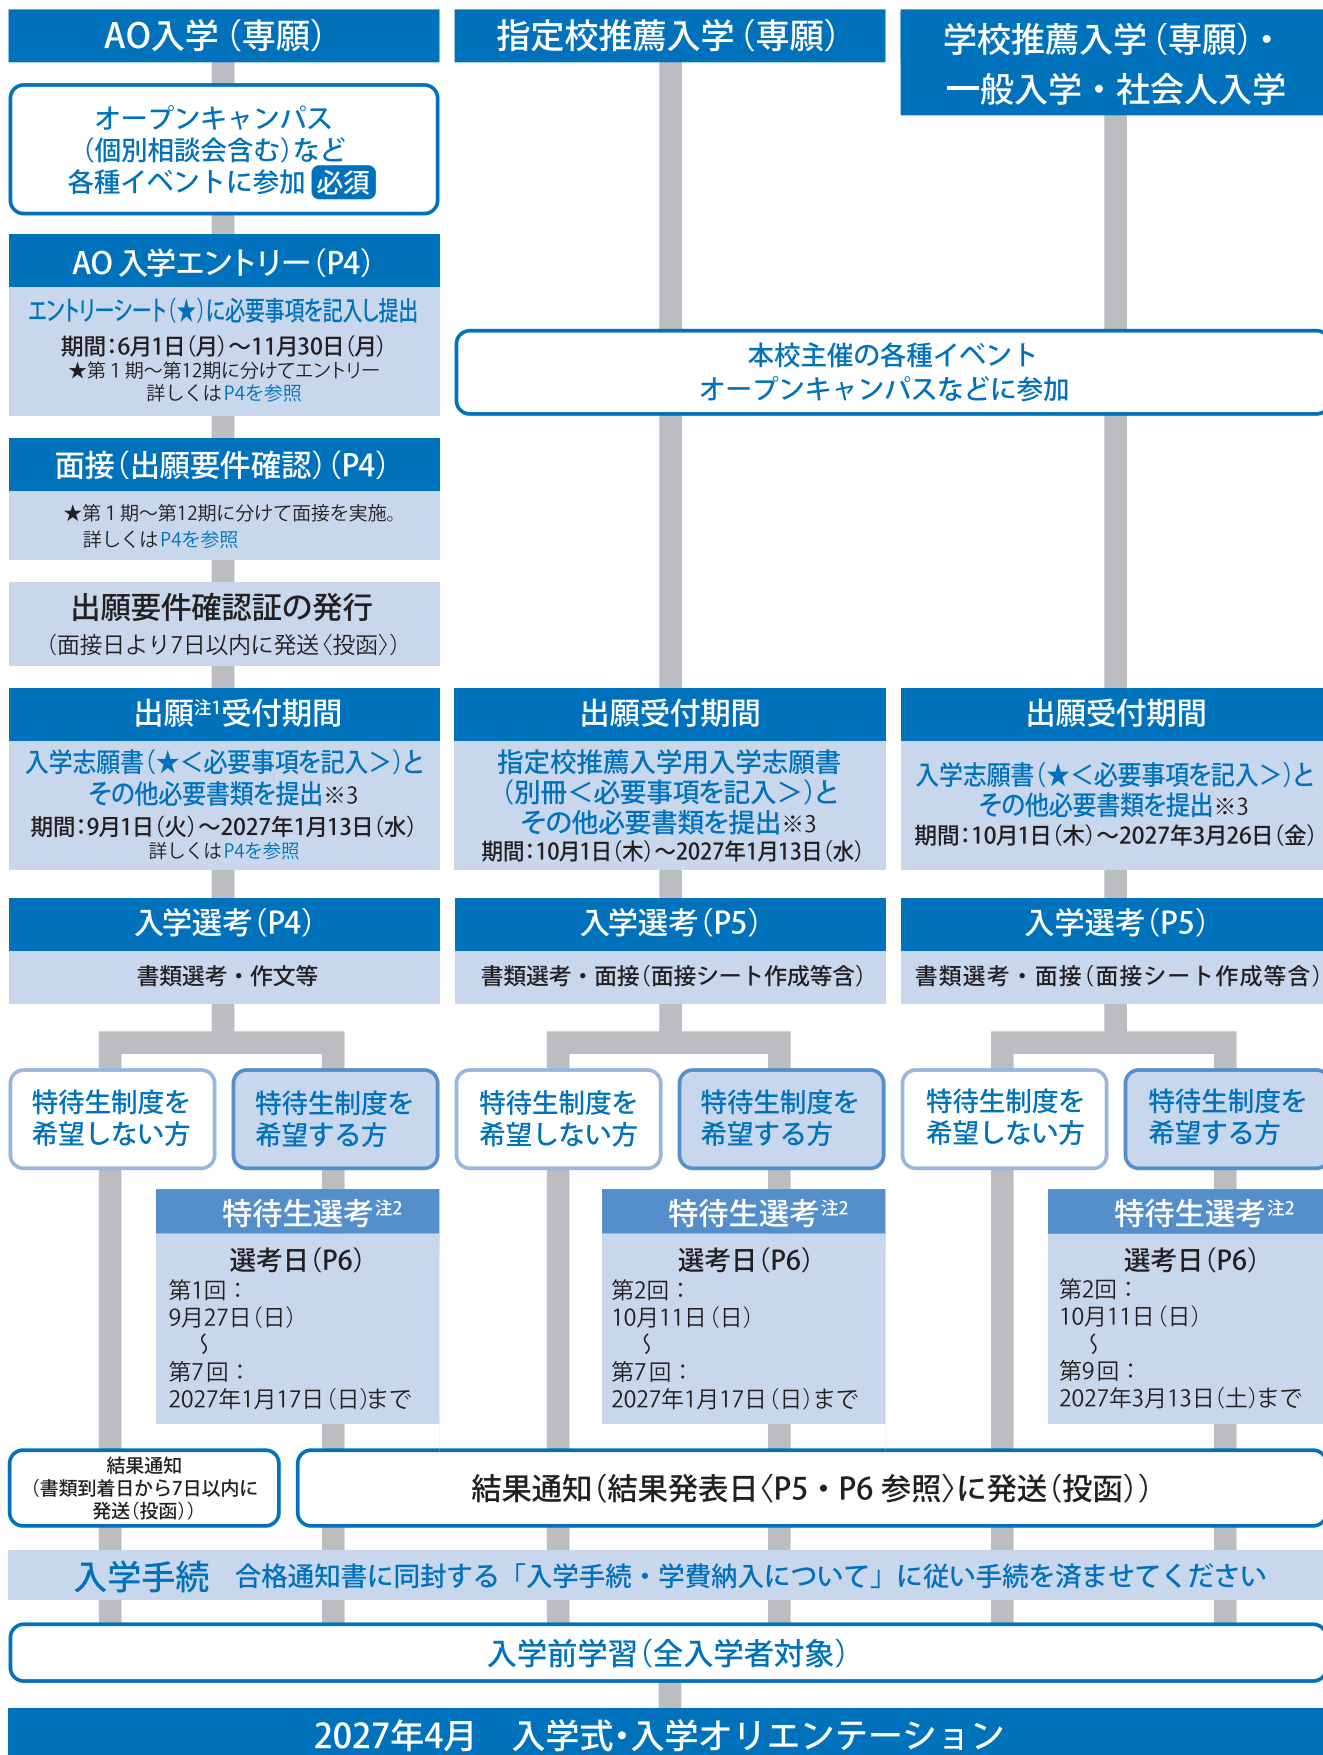 AO入学（専願）
オープンキャンパス
（個別相談会含む）など
各種イベントに参加 必須
AO 入学エントリー（P4）
エントリーシート（★）に必要事項を記入し提出
期間：6月1日（月）～11月30日（月）
★第１期～第12期に分けてエントリー
詳しくはP4を参照
面接（出願要件確認）（P4）
★第１期～第12期に分けて面接を実施。
詳しくはP4を参照
出願要件確認証の発行
（面接日より7日以内に発送〈投函〉）
出願注1受付期間
入学志願書（★＜必要事項を記入＞）と
その他必要書類を提出※3
期間：9月1日（火）～2027年1月13日（水）
詳しくはP4を参照
入学選考（P4）
書類選考・作文等
特待生制度を
希望しない方
特待生制度を
希望する方
特待生選考注2
選考日（P6）
第1回：
9月27日（日）
～
第7回：
2027年1月17日（日）まで
指定校推薦入学（専願）
学校推薦入学（専願）・
一般入学・社会人入学
本校主催の各種イベント
オープンキャンパスなどに参加
出願受付期間
指定校推薦入学用入学志願書
（別冊＜必要事項を記入＞）と
その他必要書類を提出※3
期間：10月1日（木）～2027年1月13日（水）
入学選考（P5）
書類選考・面接（面接シート作成等含）
特待生制度を
希望しない方
特待生制度を
希望する方
特待生選考注2
選考日（P6）
第2回：
10月11日（日）
～
第7回：
2027年1月17日（日）まで
出願受付期間
入学志願書（★＜必要事項を記入＞）と
その他必要書類を提出※3
期間：10月1日（木）～2027年3月26日（金）
入学選考（P5）
書類選考・面接（面接シート作成等含）
特待生制度を
希望しない方
特待生制度を
希望する方
特待生選考注2
選考日（P6）
第2回：
10月11日（日）
～
第9回：
2027年3月13日（土）まで
結果通知
（書類到着日から7日以内に
発送（投函））
結果通知（結果発表日〈P5・P6 参照〉に発送（投函））
入学手続　合格通知書に同封する「入学手続・学費納入について」に従い手続を済ませてください
入学前学習（全入学者対象）
2027年4月　入学式・入学オリエンテーション